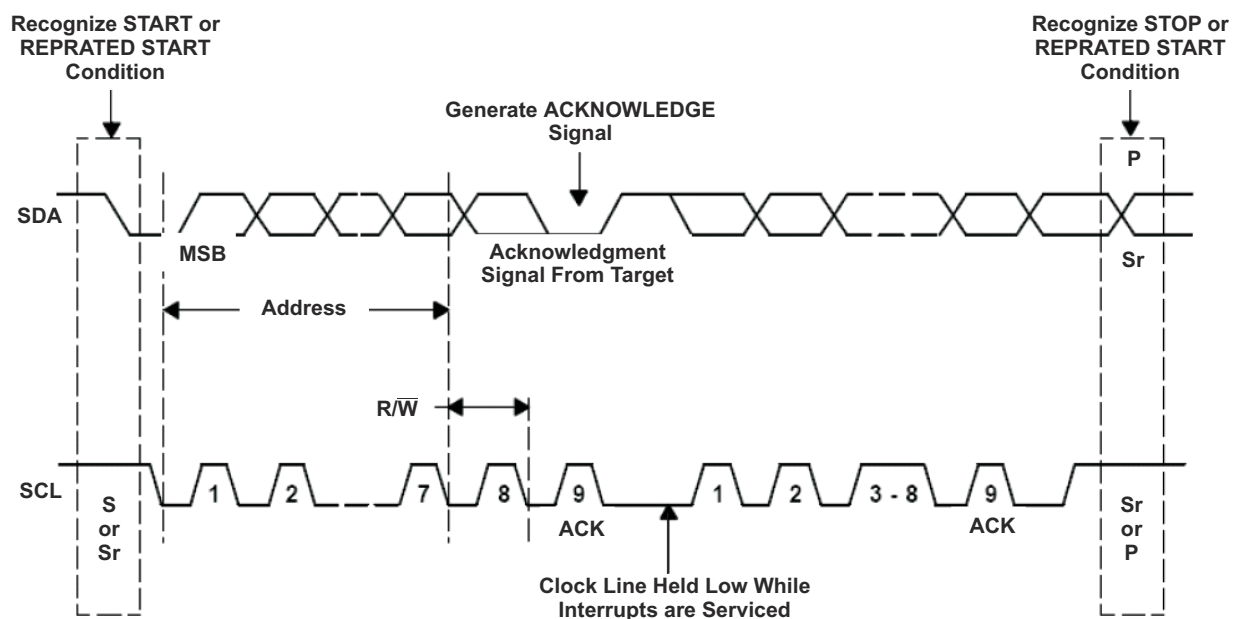 Recognize START or
REPRATED START
Condition
Recognize STOP or
REPRATED START
Condition
Generate ACKNOWLEDGE
Signal
P
SDA
MSB
Acknowledgment
Signal From Target
Sr
Address
R/W̅
SCL
1
2
7
8
9
1
2
3 - 8
9
ACK
ACK
S
or
Sr
Sr
or
P
Clock Line Held Low While
Interrupts are Serviced